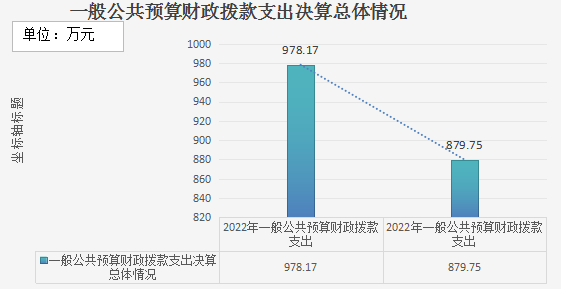 一般公共预算财政拨款支出决算总体情况
单位：万元
坐标轴标题
1000
980
960
940
920
900
880
860
840
820
978.17
879.75
2022年一般公共预算财政拨款
支出
2022年一般公共预算财政拨款
支出
一般公共预算财政拨款支出决算
总体情况
978.17
879.75